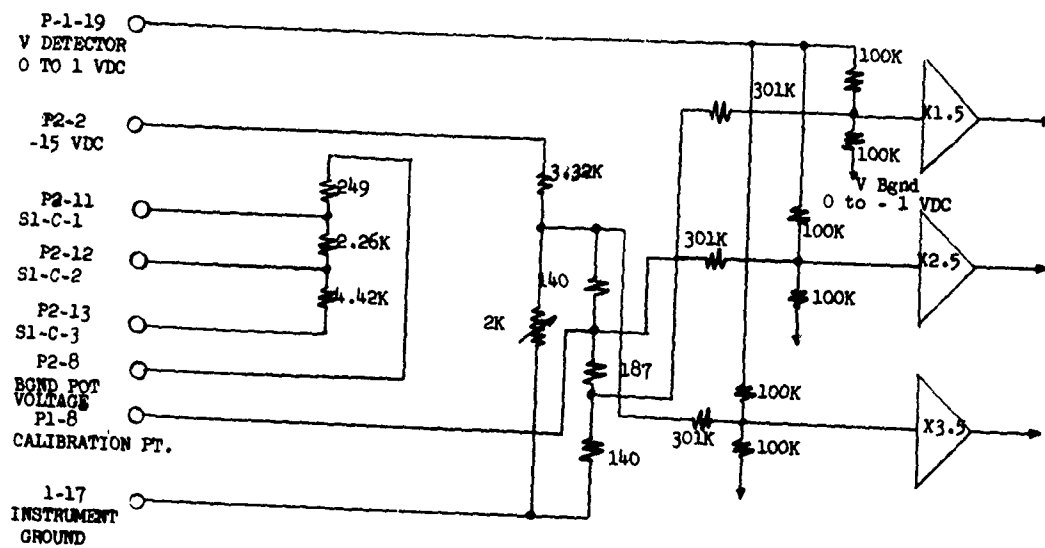 P-1-19
V DETECTOR
0 TO 1 VDC
P2-2
-15 VDC
P2-11
S1-C-1
P2-12
S1-C-2
P2-13
S1-C-3
P2-8
BGND POT
VOLTAGE
P1-8
CALIBRATION PT.
1-17
INSTRUMENT
GROUND
249
2.26K
4.42K
3.32K
140
2K
187
140
301K
301K
301K
100K
100K
V Bgnd
0 to - 1 VDC
100K
100K
100K
100K
X1.5
X2.5
X3.5